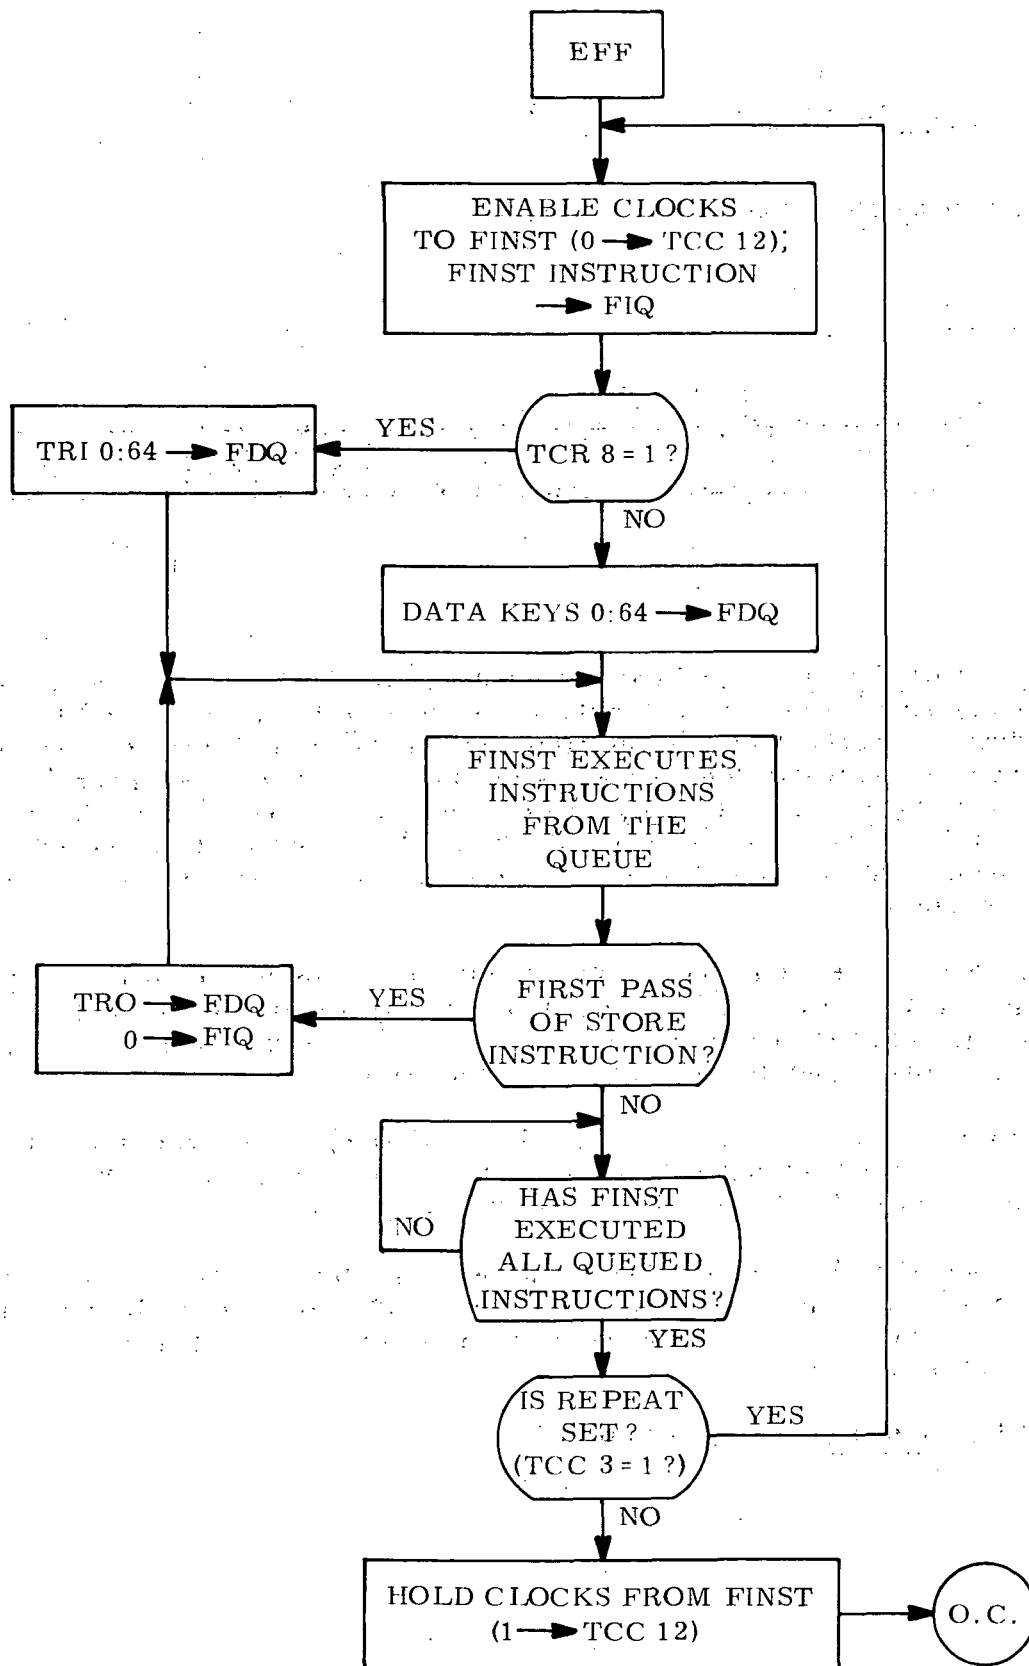 EFF
ENABLE CLOCKS
TO FINST (0 → TCC 12);
FINST INSTRUCTION
→ FIQ
YES
TRI 0:64 → FDQ
TCR 8 = 1 ?
NO
DATA KEYS 0:64 → FDQ
FINST EXECUTES
INSTRUCTIONS
FROM THE
QUEUE
FIRST PASS
OF STORE
INSTRUCTION?
YES
TRO → FDQ
0 → FIQ
NO
HAS FINST
EXECUTED
ALL QUEUED
INSTRUCTIONS?
NO
YES
IS REPEAT
SET ?
(TCC 3 = 1 ?)
YES
NO
HOLD CLOCKS FROM FINST
(1 → TCC 12)
O.C.